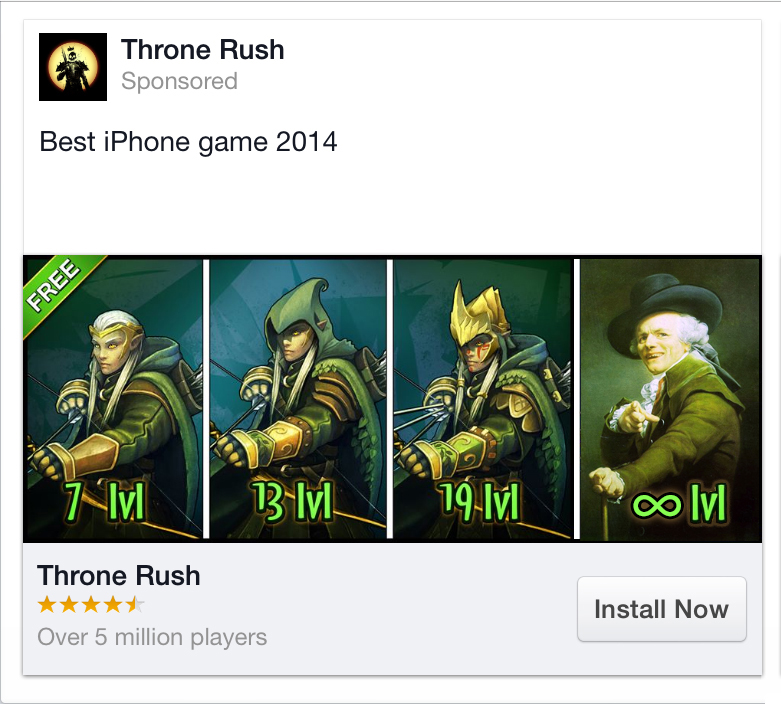 Throne Rush
Sponsored
Best iPhone game 2014
FREE
7 lvl
13 lvl
19 lvl
∞ lvl
Throne Rush
Over 5 million players
Install Now